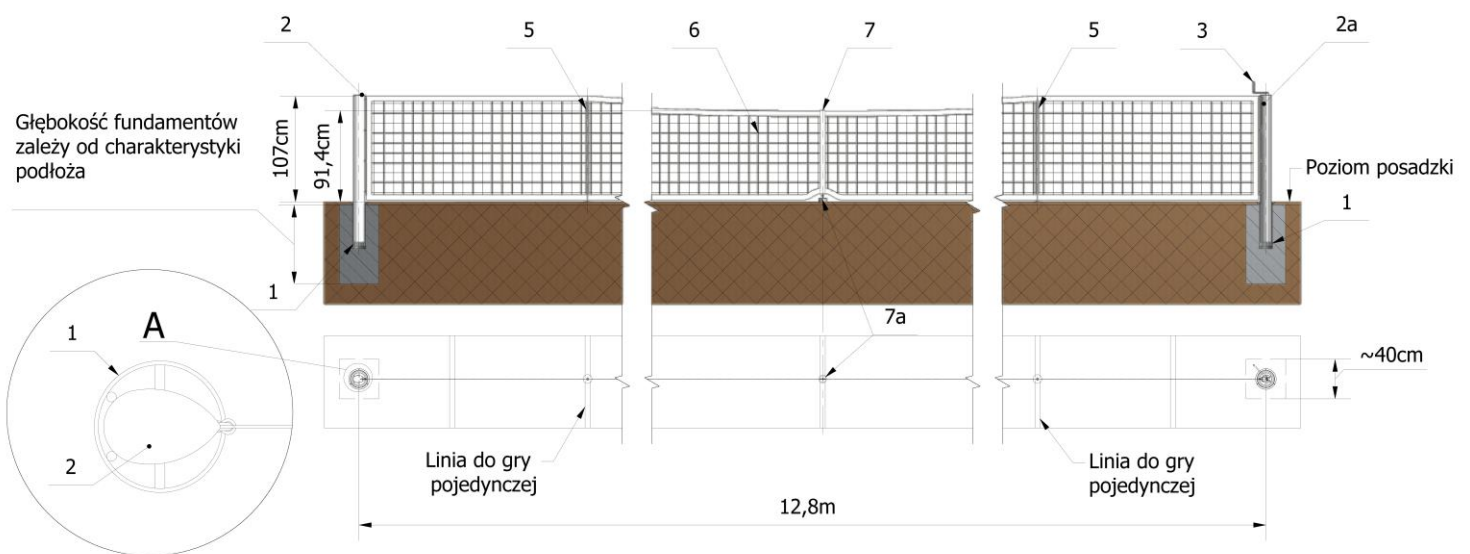 2
5
6
7
5
3
2a
Głębokość fundamentów
zależy od charakterystyki
podłoża
107cm
91,4cm
Poziom posadzki
1
1
7a
A
1
2
~40cm
Linia do gry
pojedynczej
Linia do gry
pojedynczej
12,8m